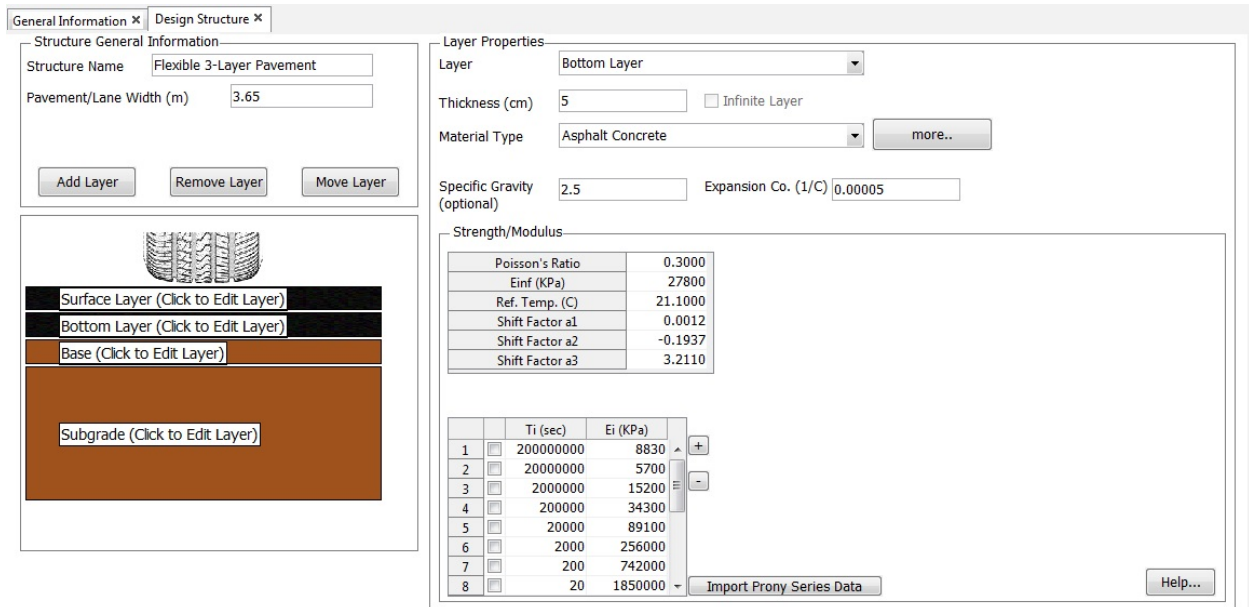 General Information ×
Design Structure ×
Structure General Information
Structure Name Flexible 3-Layer Pavement
Pavement/Lane Width (m) 3.65
Add Layer Remove Layer Move Layer
Surface Layer (Click to Edit Layer)
Bottom Layer (Click to Edit Layer)
Base (Click to Edit Layer)
Subgrade (Click to Edit Layer)
Layer Properties
Layer Bottom Layer
Thickness (cm) 5 Infinite Layer
Material Type Asphalt Concrete more..
Specific Gravity 2.5 Expansion Co. (1/C) 0.00005
(optional)
Strength/Modulus
Poisson's Ratio 0.3000
Einf (KPa) 27800
Ref. Temp. (C) 21.1000
Shift Factor a1 0.0012
Shift Factor a2 -0.1937
Shift Factor a3 3.2110
Ti (sec) Ei (KPa)
1 200000000 8830 +
2 20000000 5700
3 2000000 15200 -
4 200000 34300
5 20000 89100
6 2000 256000
7 200 742000
8 20 1850000 Import Prony Series Data
Help...